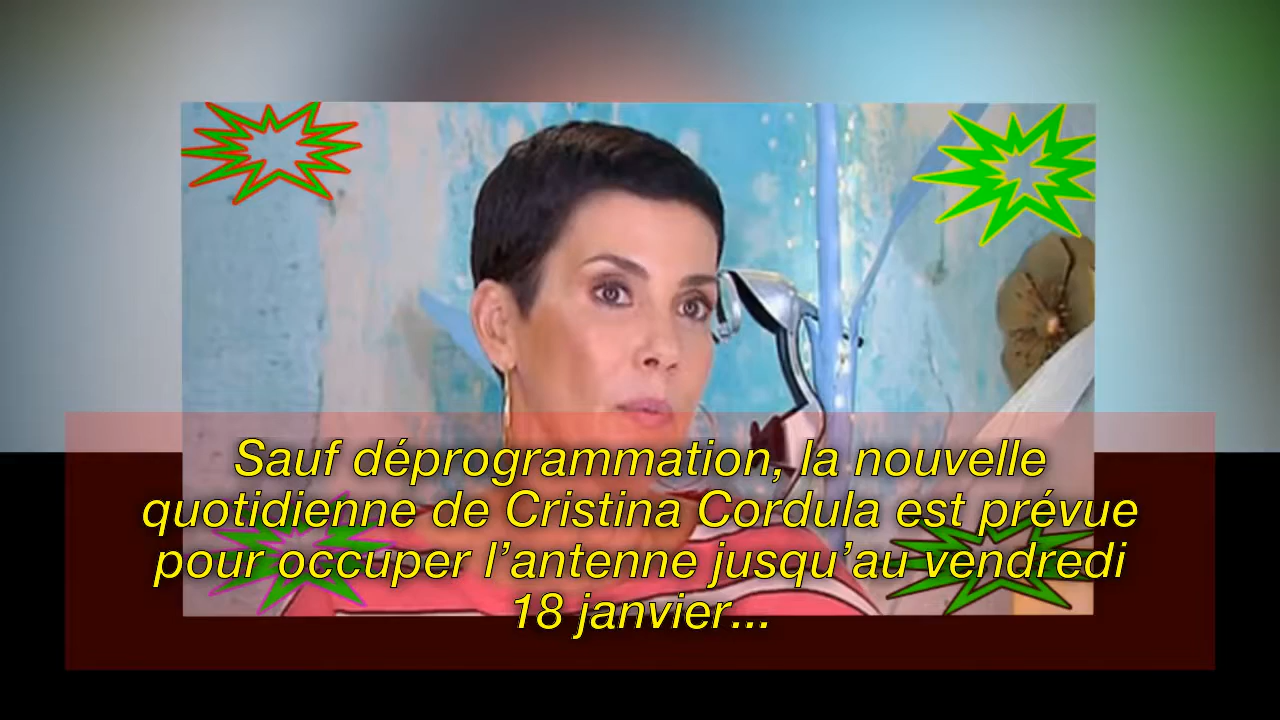 Sauf déprogrammation, la nouvelle
quotidienne de Cristina Cordula est prévue
pour occuper l’antenne jusqu’au vendredi
18 janvier...